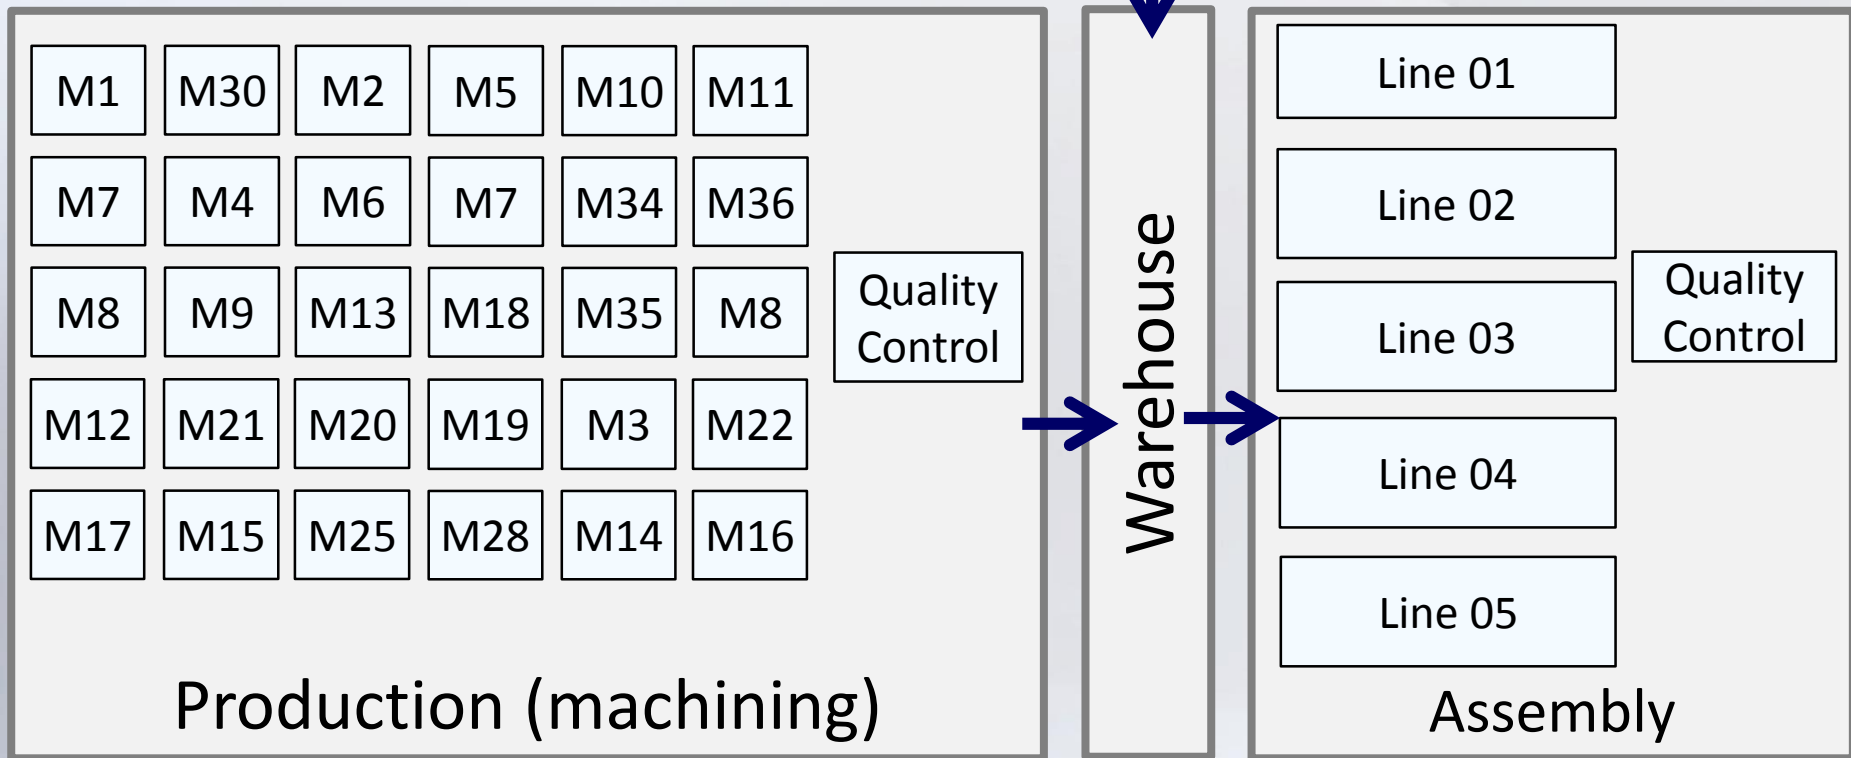 M1 M30 M2 M5 M10 M11
M7 M4 M6 M7 M34 M36
M8 M9 M13 M18 M35 M8
M12 M21 M20 M19 M3 M22
M17 M15 M25 M28 M14 M16
Quality
Control
Production (machining)
Warehouse
Line 01
Line 02
Line 03
Line 04
Line 05
Quality
Control
Assembly